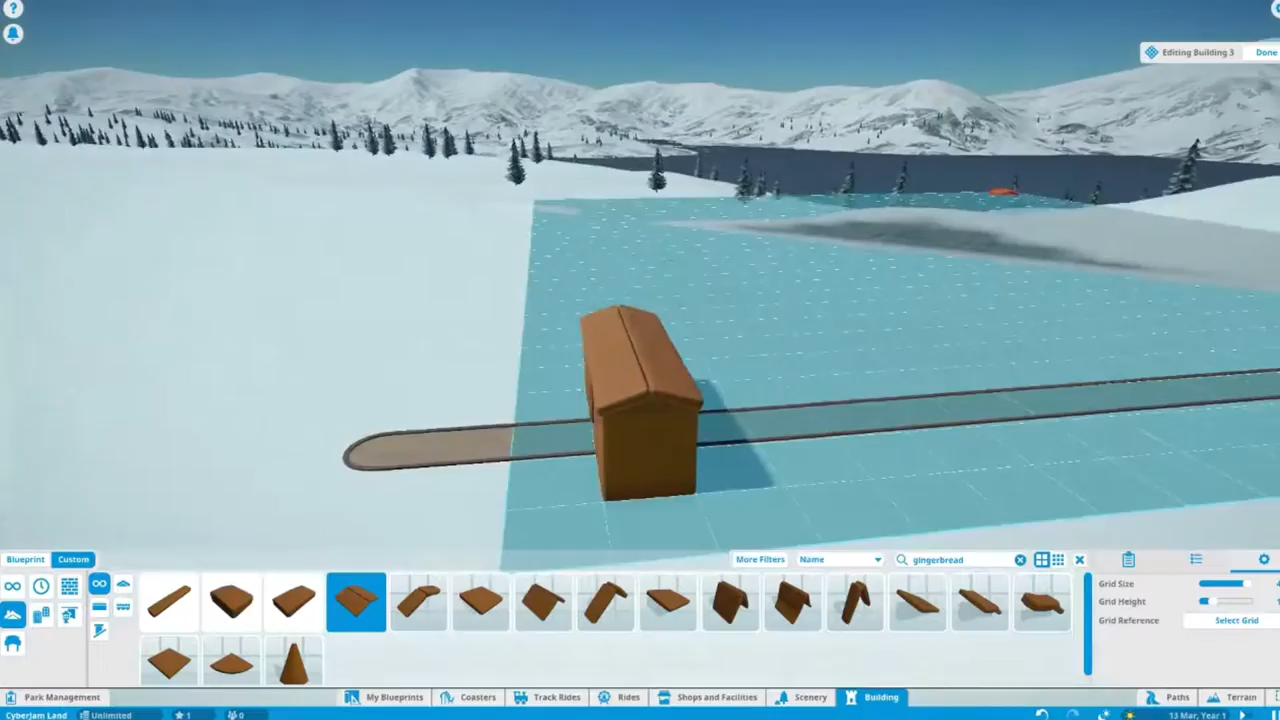 ?
Editing Building 3 Done
Blueprint Custom More Filters Name gingerbread
Grid Size
Grid Height
Grid Reference Select Grid
Park Management My Blueprints Coasters Track Rides Rides Shops and Facilities Scenery Building Paths Terrain
CyberJam Land Unlimited 1 0 13 Mar, Year 1